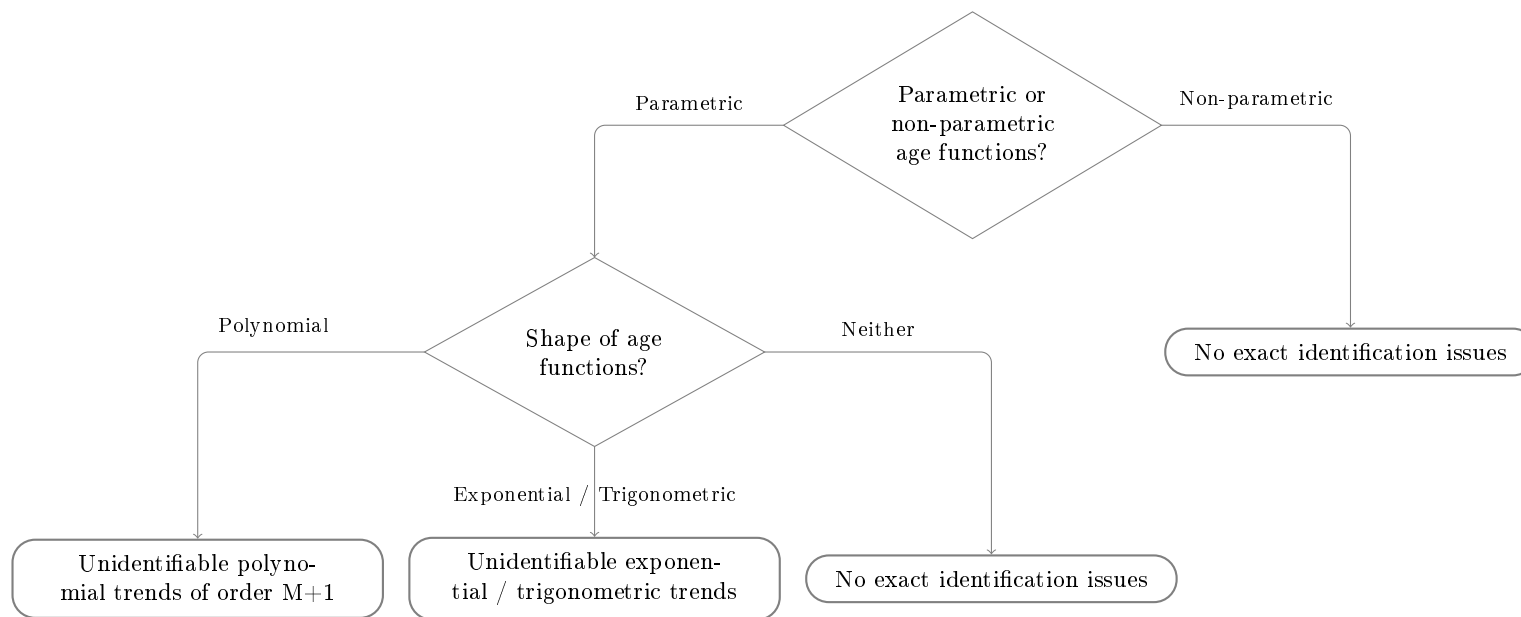 Parametric
Parametric or
non-parametric
age functions?
Non-parametric
Polynomial
Shape of age
functions?
Neither
No exact identification issues
Exponential / Trigonometric
Unidentifiable polyno-
mial trends of order M+1
Unidentifiable exponen-
tial / trigonometric trends
No exact identification issues